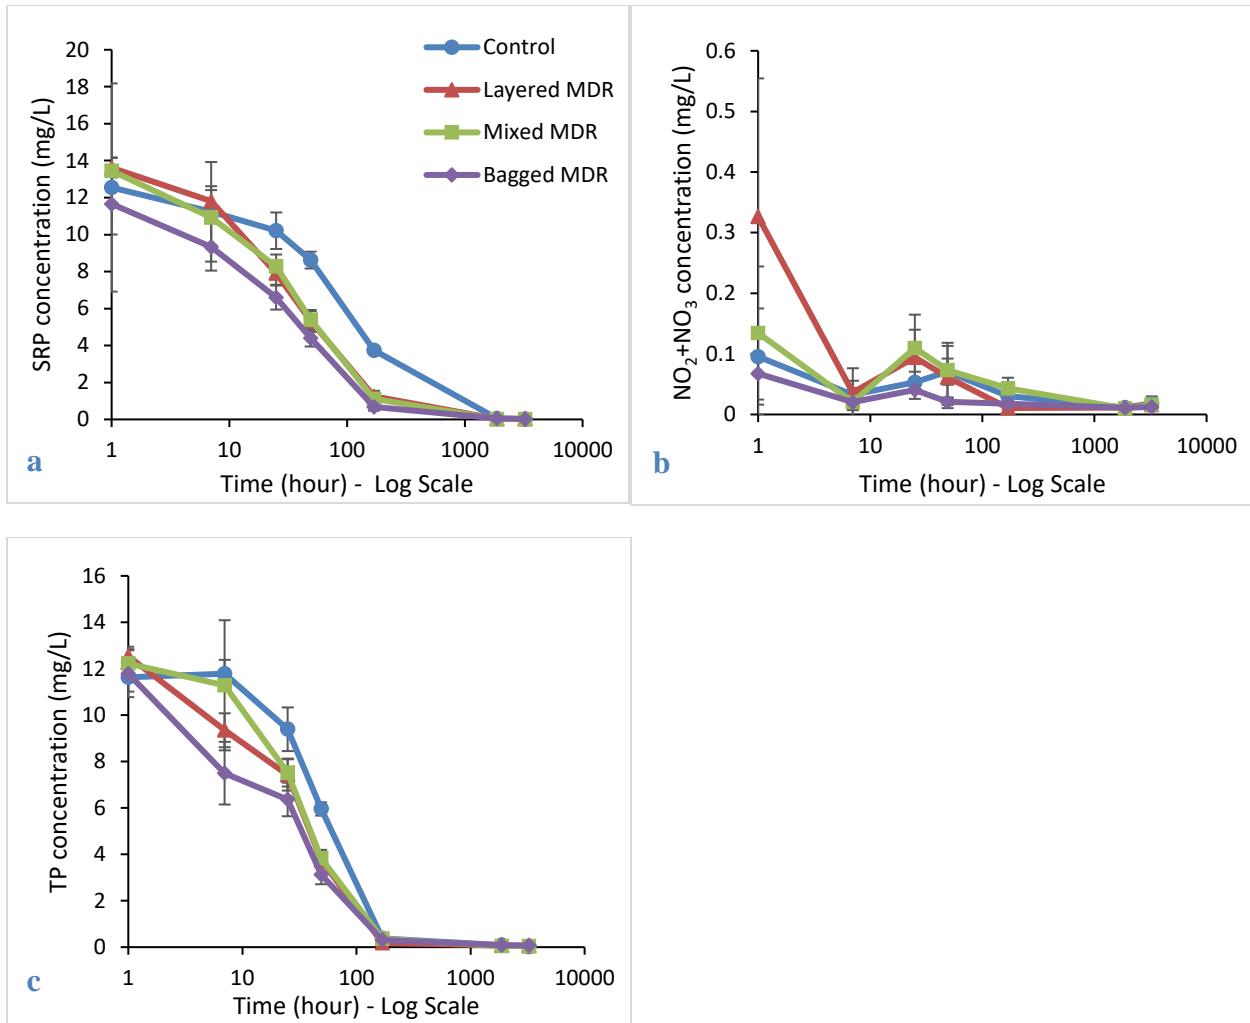 20
18
16
14
12
10
8
6
4
2
0
SRP concentration (mg/L)
Control
Layered MDR
Mixed MDR
Bagged MDR
1 10 100 1000 10000
Time (hour) - Log Scale
a
0.6
0.5
0.4
0.3
0.2
0.1
0
NO₂+NO₃ concentration (mg/L)
1 10 100 1000 10000
Time (hour) - Log Scale
b
16
14
12
10
8
6
4
2
0
TP concentration (mg/L)
1 10 100 1000 10000
Time (hour) - Log Scale
c